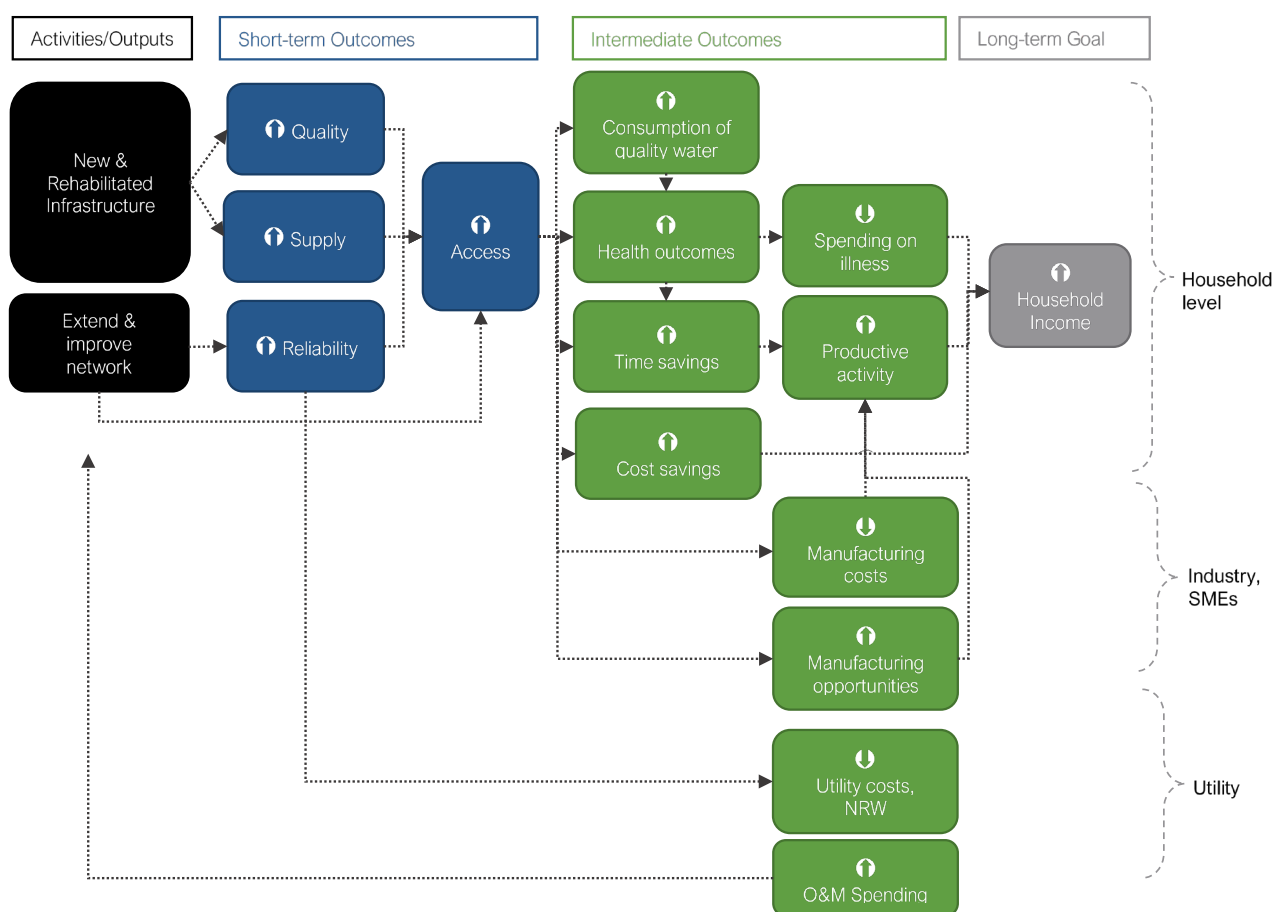 Activities/Outputs
Short-term Outcomes
Intermediate Outcomes
Long-term Goal
New &
Rehabilitated
Infrastructure
Extend &
improve
network
Quality
Supply
Reliability
Access
Consumption of
quality water
Health outcomes
Time savings
Cost savings
Spending on
illness
Productive
activity
Manufacturing
costs
Manufacturing
opportunities
Utility costs,
NRW
O&M Spending
Household
Income
Household
level
Industry,
SMEs
Utility